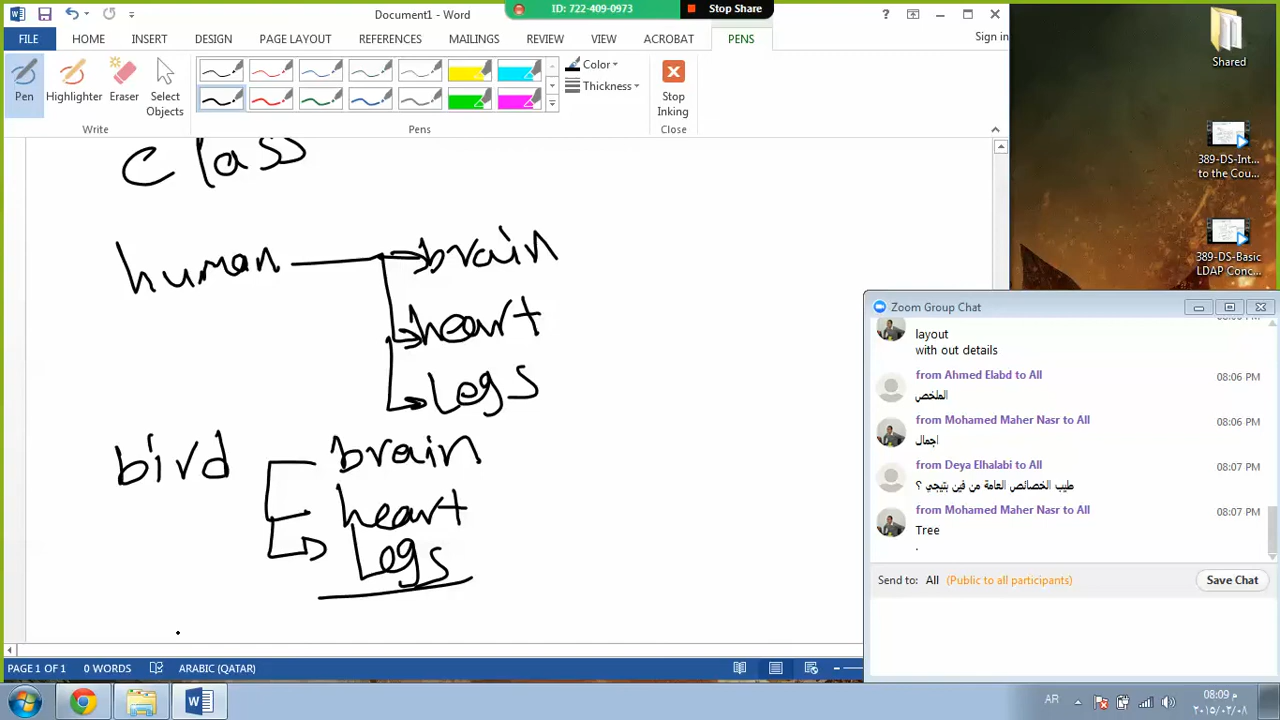 Document1 - Word
ID: 722-409-0973
Stop Share
FILE HOME INSERT DESIGN PAGE LAYOUT REFERENCES MAILINGS REVIEW VIEW ACROBAT PENS
Sign in
Pen Highlighter Eraser Select Objects
Color
Thickness
Stop Inking
Write Pens Close
class
human brain
heart
Legs
bird brain
heart
Legs
PAGE 1 OF 1 0 WORDS ARABIC (QATAR)
Shared
389-DS-Int...
to the Cou...
389-DS-Basic
LDAP Conc...
Zoom Group Chat
layout
with out details
from Ahmed Elabd to All 08:06 PM
الملخص
from Mohamed Maher Nasr to All 08:06 PM
اجمال
from Deya Elhalabi to All 08:07 PM
طيب الخصائص العامة من فين بتيجي ؟
from Mohamed Maher Nasr to All 08:07 PM
Tree
.
Send to: All (Public to all participants) Save Chat
AR
08:09 م
٢٠١٥/٠٢/٠٨